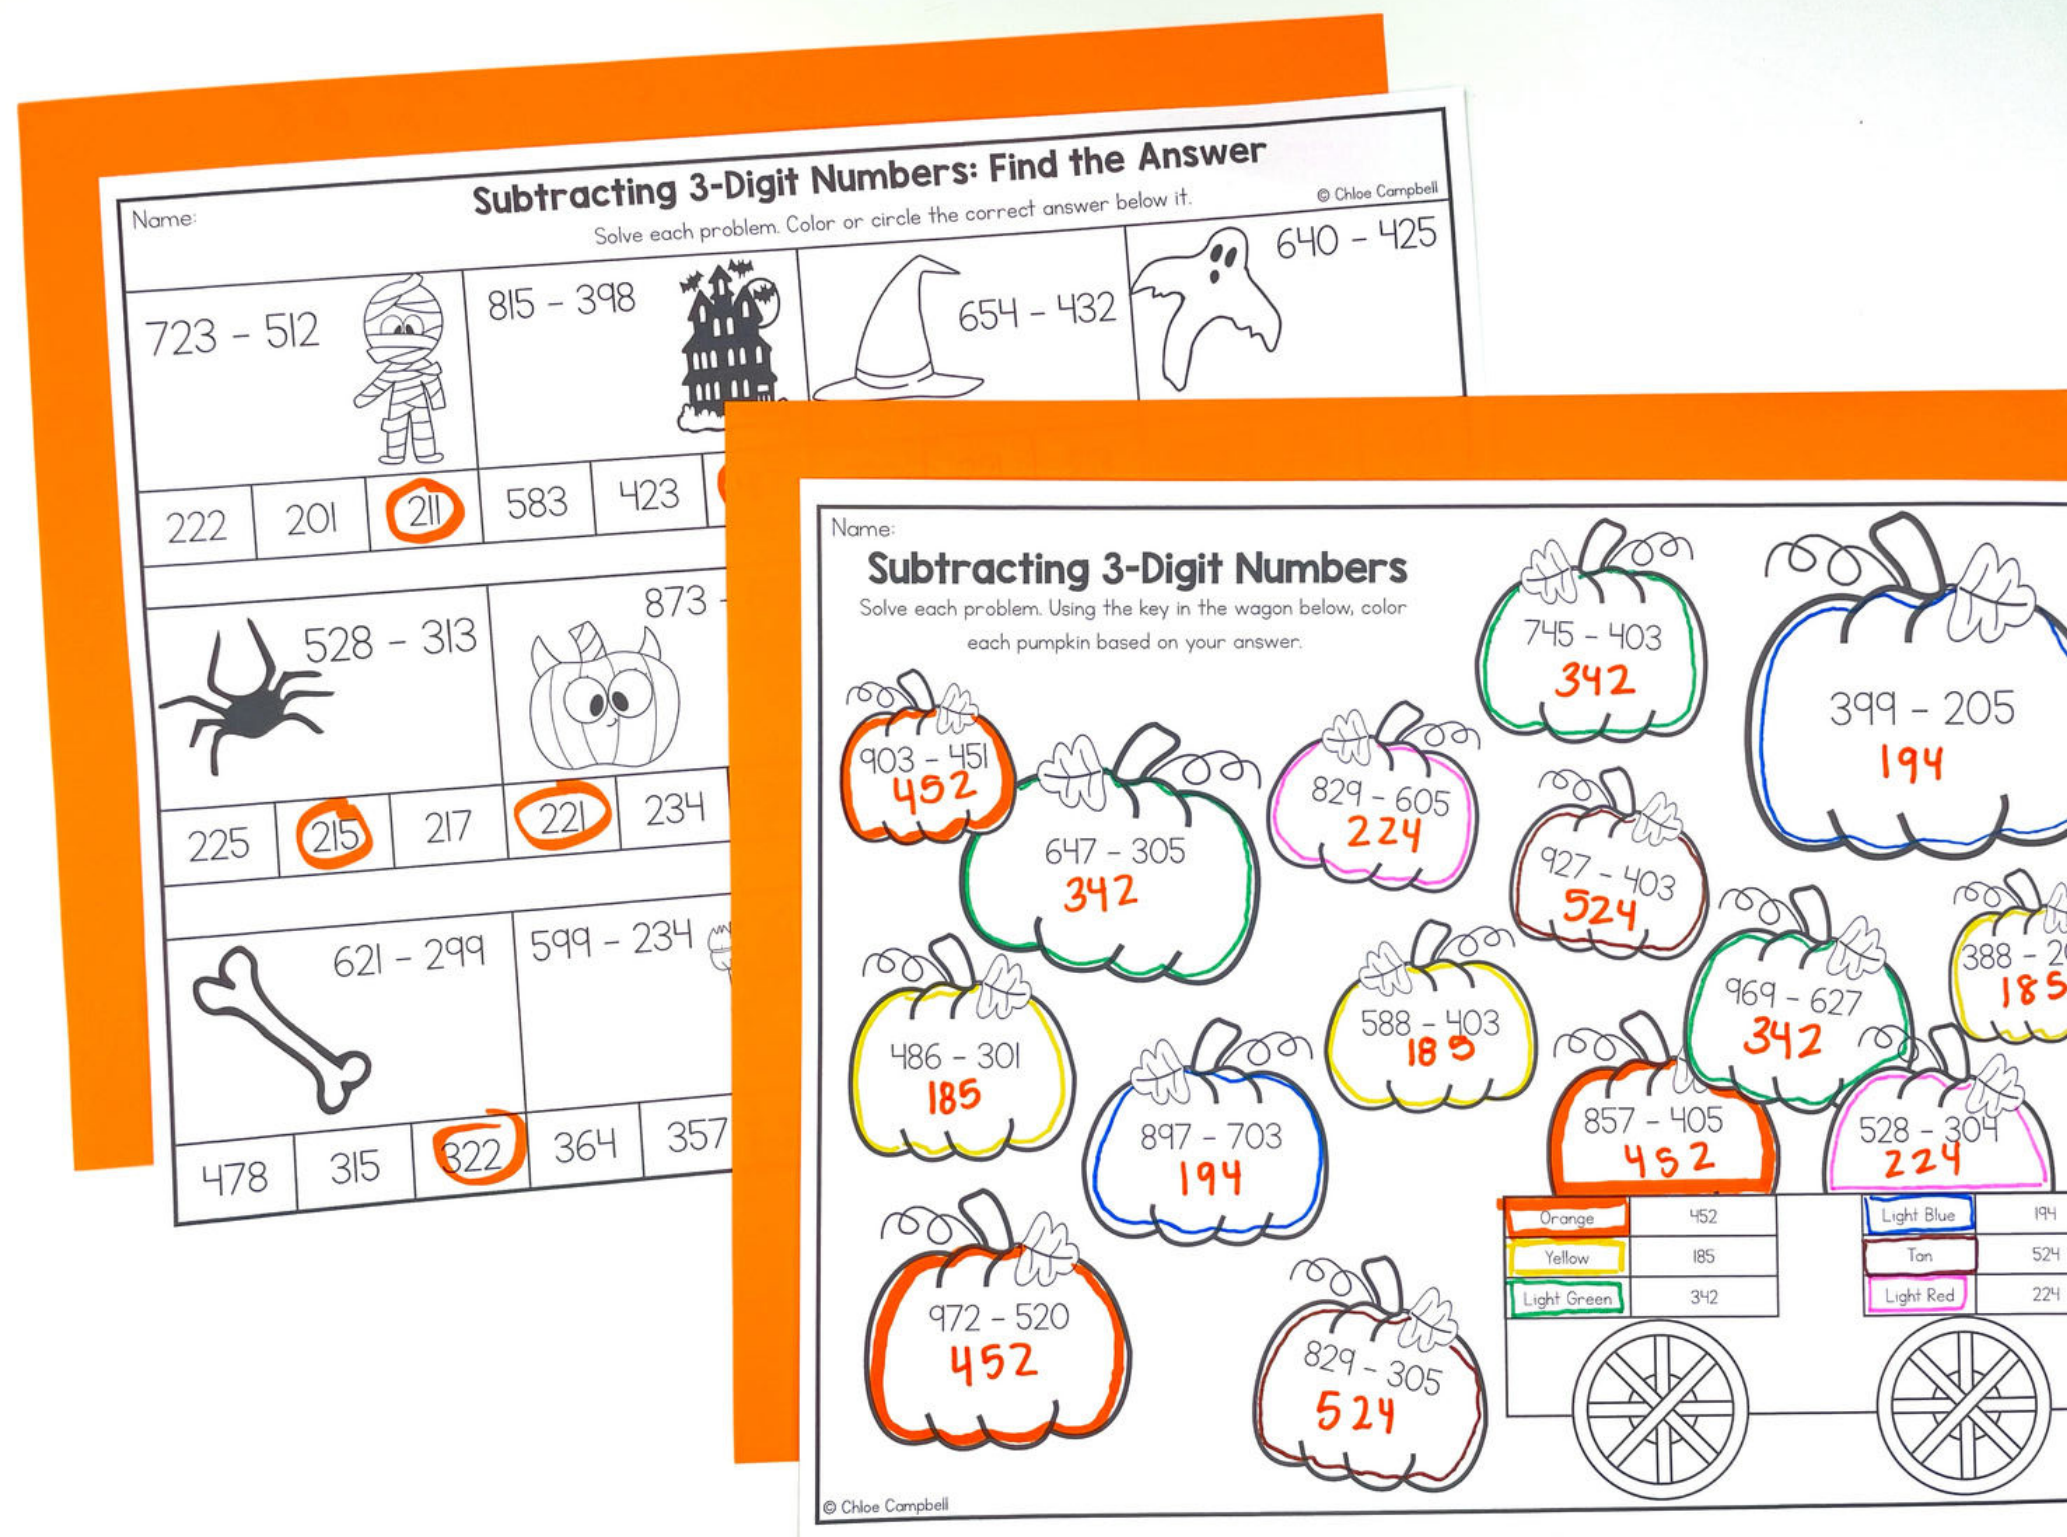 Subtracting 3-Digit Numbers: Find the Answer
Name:
Solve each problem. Color or circle the correct answer below it.
© Chloe Campbell
723 - 512
815 - 398
654 - 432
640 - 425
222 201 211 583 423
528 - 313
873 -
225 215 217 221 234
621 - 299
599 - 234
478 315 322 364 357
Name:
Subtracting 3-Digit Numbers
Solve each problem. Using the key in the wagon below, color
each pumpkin based on your answer.
745 - 403
342
399 - 205
194
903 - 451
452
829 - 605
224
647 - 305
342
927 - 403
524
388 - 2
185
969 - 627
342
588 - 403
185
486 - 301
185
897 - 703
194
857 - 405
452
528 - 304
224
972 - 520
452
829 - 305
524
Orange 452
Yellow 185
Light Green 342
Light Blue 194
Tan 524
Light Red 224
© Chloe Campbell